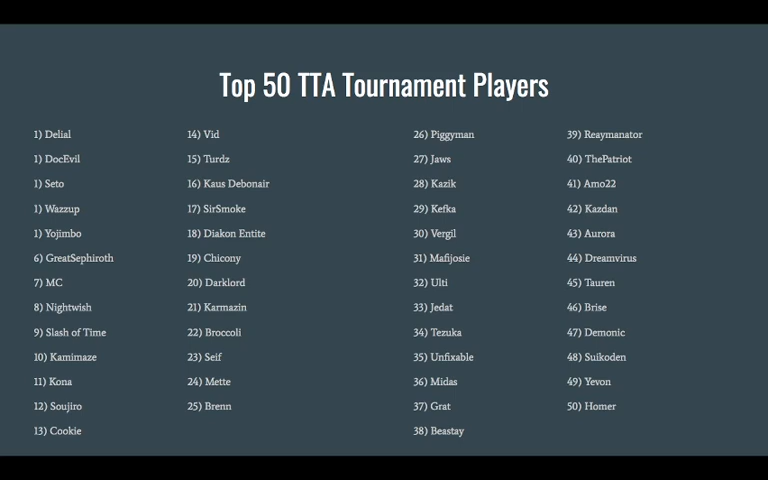 Top 50 TTA Tournament Players
1) Delial
1) DocEvil
1) Seto
1) Wazzup
1) Yojimbo
6) GreatSephiroth
7) MC
8) Nightwish
9) Slash of Time
10) Kamimaze
11) Kona
12) Soujiro
13) Cookie
14) Vid
15) Turdz
16) Kaus Debonair
17) SirSmoke
18) Diakon Entite
19) Chicony
20) Darklord
21) Karmazin
22) Broccoli
23) Seif
24) Mette
25) Brenn
26) Piggyman
27) Jaws
28) Kazik
29) Kefka
30) Vergil
31) Mafijosie
32) Ulti
33) Jedat
34) Tezuka
35) Unfixable
36) Midas
37) Grat
38) Beastay
39) Reaymanator
40) ThePatriot
41) Amo22
42) Kazdan
43) Aurora
44) Dreamvirus
45) Tauren
46) Brise
47) Demonic
48) Suikoden
49) Yevon
50) Homer